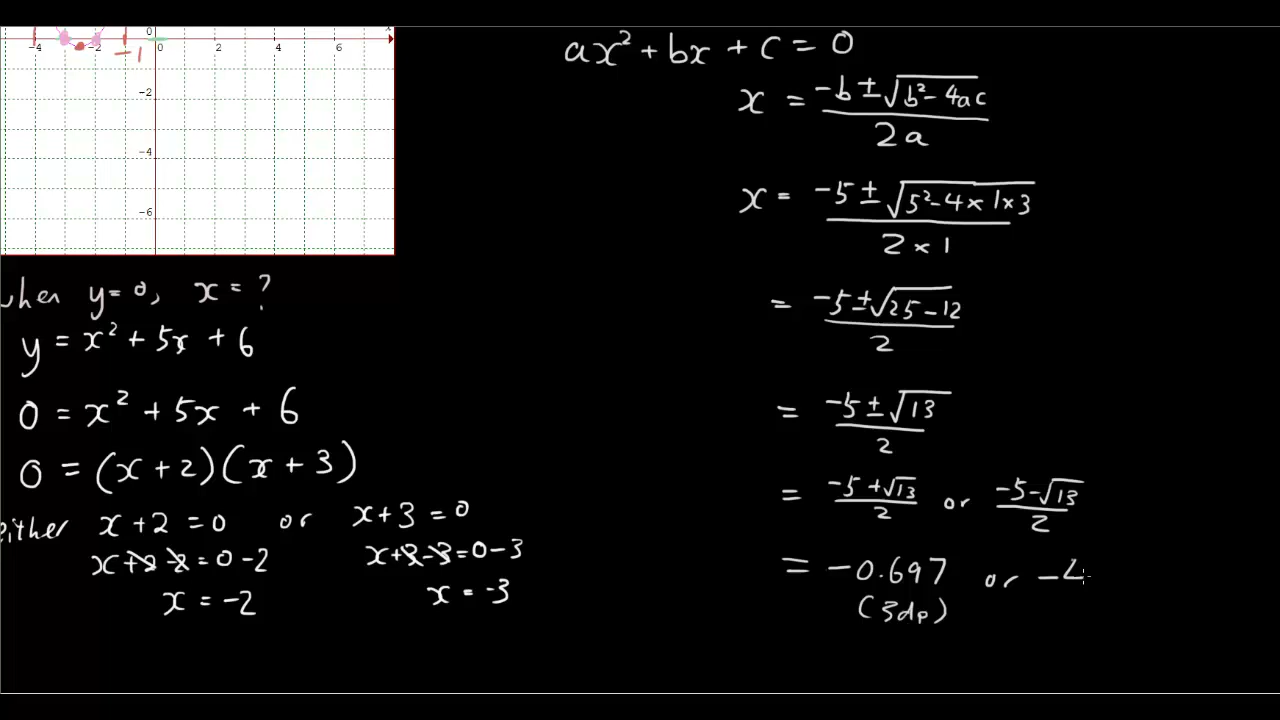 0
-4 -2 0 2 4 6
-1
-2
-4
-6
when y=0, x = ?
y = x² + 5x + 6
0 = x² + 5x + 6
0 = (x+2)(x+3)
either x+2 = 0 or x+3 = 0
x+2-2 = 0-2 x+3-3 = 0-3
x = -2 x = -3
ax² + bx + c = 0
x = (-b ± √(b²-4ac))/2a
x = (-5 ± √(5²-4×1×3))/(2×1)
= (-5 ± √(25-12))/2
= (-5 ± √13)/2
= (-5+√13)/2 or (-5-√13)/2
= -0.697 or -4
(3dp)